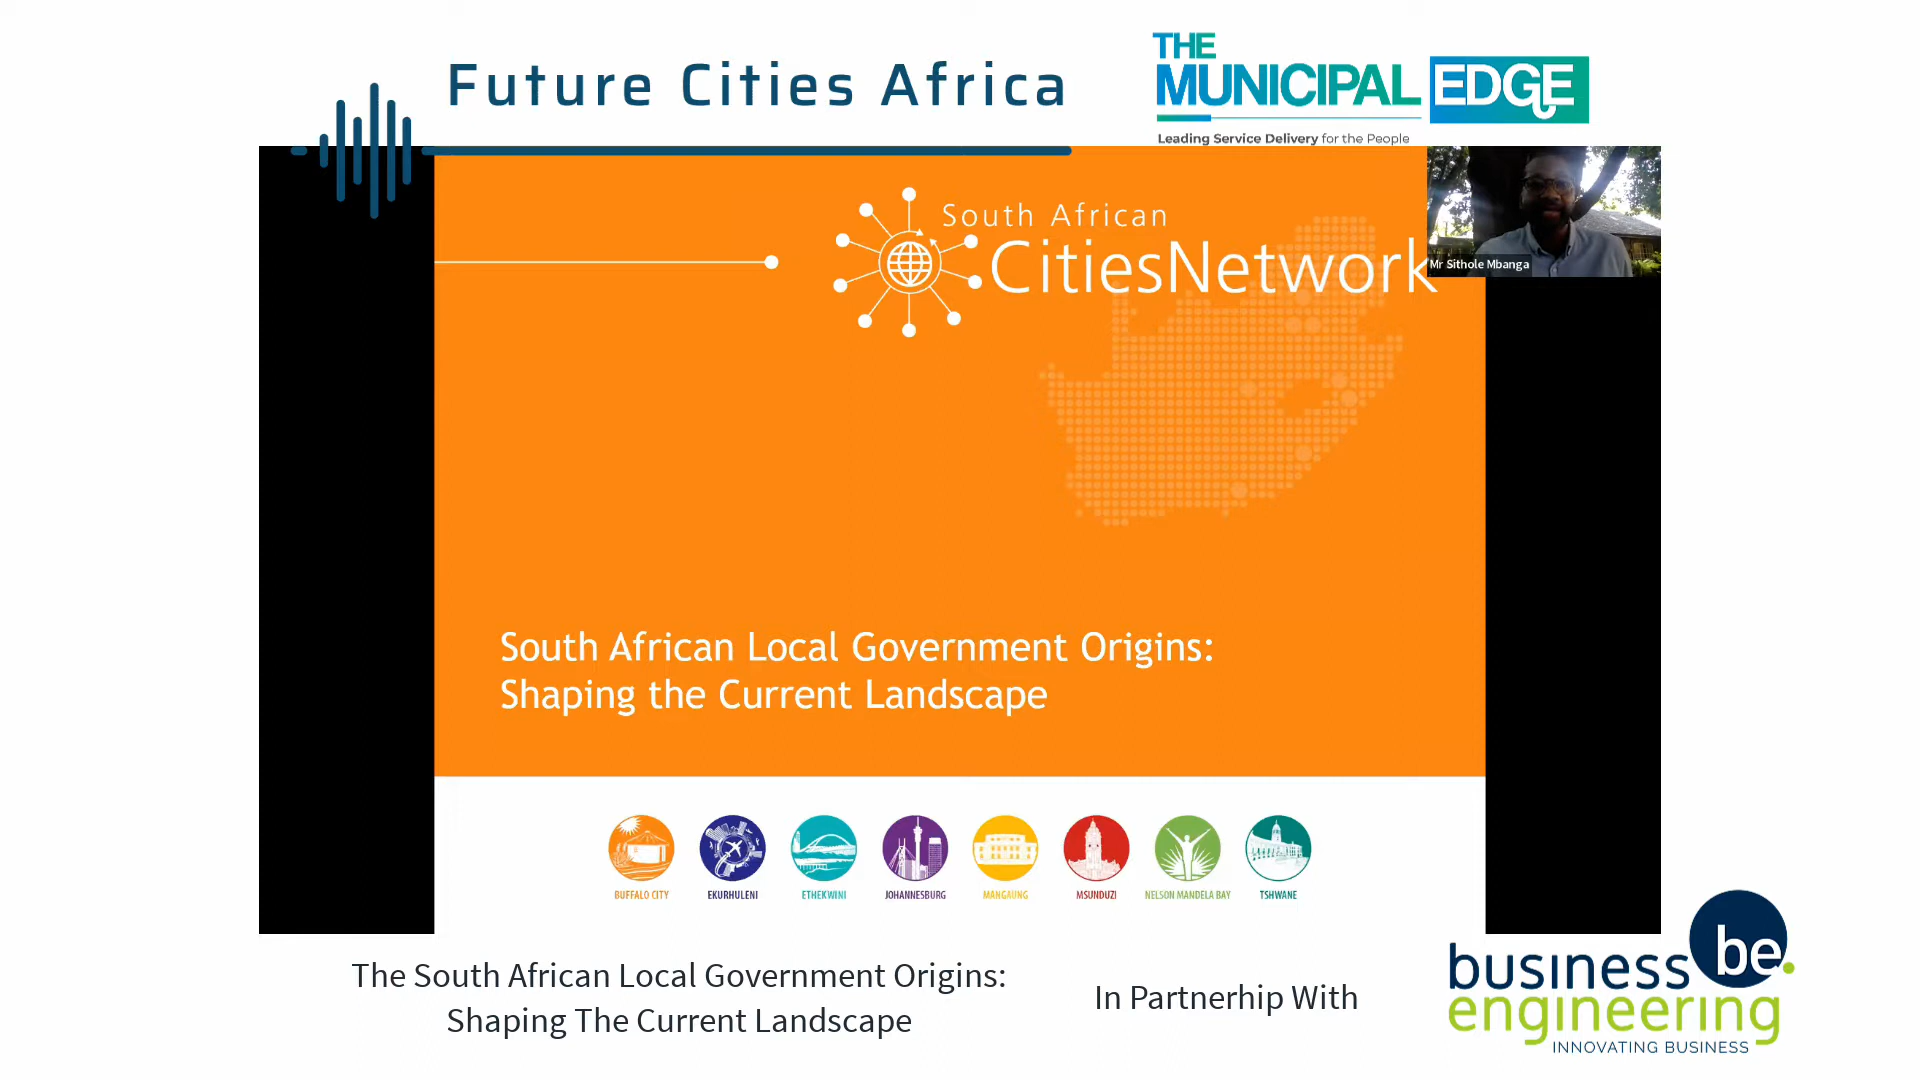 Future Cities Africa
THE
MUNICIPAL EDGE
Leading Service Delivery for the People
South African
CitiesNetwork
Mr Sithole Mbanga
South African Local Government Origins:
Shaping the Current Landscape
BUFFALO CITY
EKURHULENI
ETHEKWINI
JOHANNESBURG
MANGAUNG
MSUNDUZI
NELSON MANDELA BAY
TSHWANE
The South African Local Government Origins:
Shaping The Current Landscape
In Partnerhip With
be.
business
engineering
INNOVATING BUSINESS